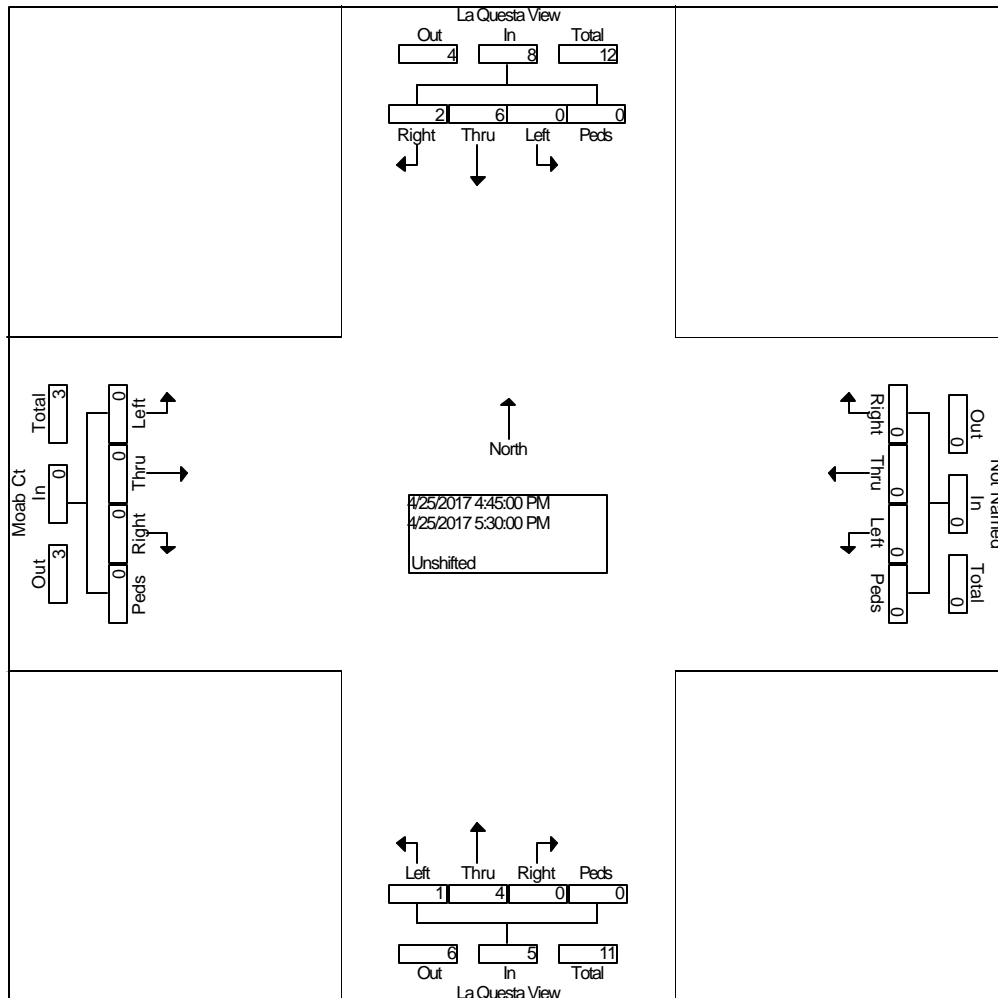 La Questa View
Out In Total
4 8 12
2 6 0 0
Right Thru Left Peds
Moab Ct
Total In Out
3 0 3
0 0 0 0
Left Thru Right Peds
North
4/25/2017 4:45:00 PM
4/25/2017 5:30:00 PM
Unshifted
Right Thru Left Peds
0 0 0 0
Out In Total
0 0 0
Not Named
Left Thru Right Peds
1 4 0 0
6 5 11
Out In Total
La Questa View